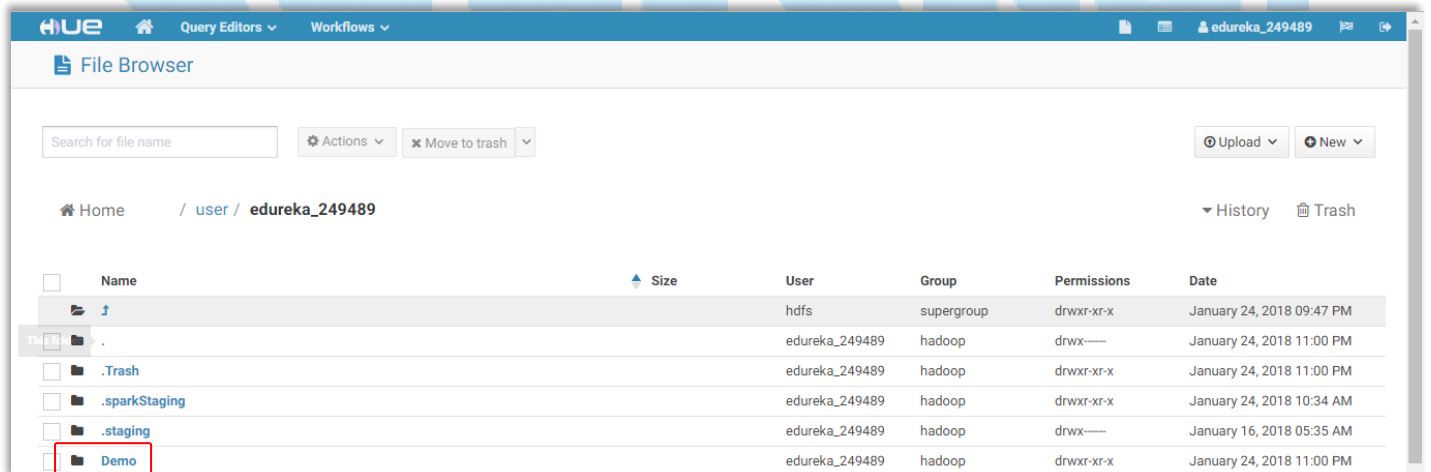 HUE Query Editors Workflows edureka_249489
File Browser
Search for file name Actions Move to trash Upload New
Home / user / edureka_249489 History Trash
Name Size User Group Permissions Date
hdfs supergroup drwxr-xr-x January 24, 2018 09:47 PM
This fold . edureka_249489 hadoop drwx------ January 24, 2018 11:00 PM
.Trash edureka_249489 hadoop drwxr-xr-x January 24, 2018 11:00 PM
.sparkStaging edureka_249489 hadoop drwxr-xr-x January 24, 2018 10:34 AM
.staging edureka_249489 hadoop drwx------ January 16, 2018 05:35 AM
Demo edureka_249489 hadoop drwxr-xr-x January 24, 2018 11:00 PM